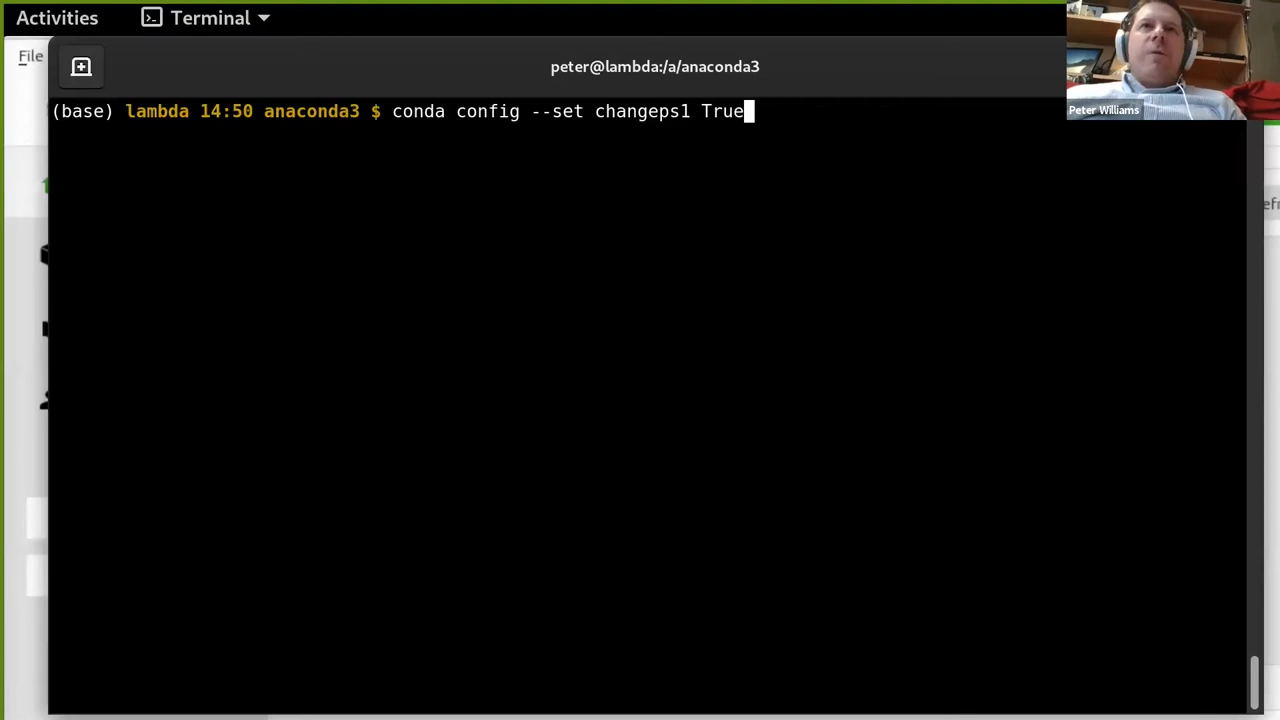 Activities
Terminal
File
peter@lambda:/a/anaconda3
(base) lambda 14:50 anaconda3 $ conda config --set changeps1 True
Peter Williams